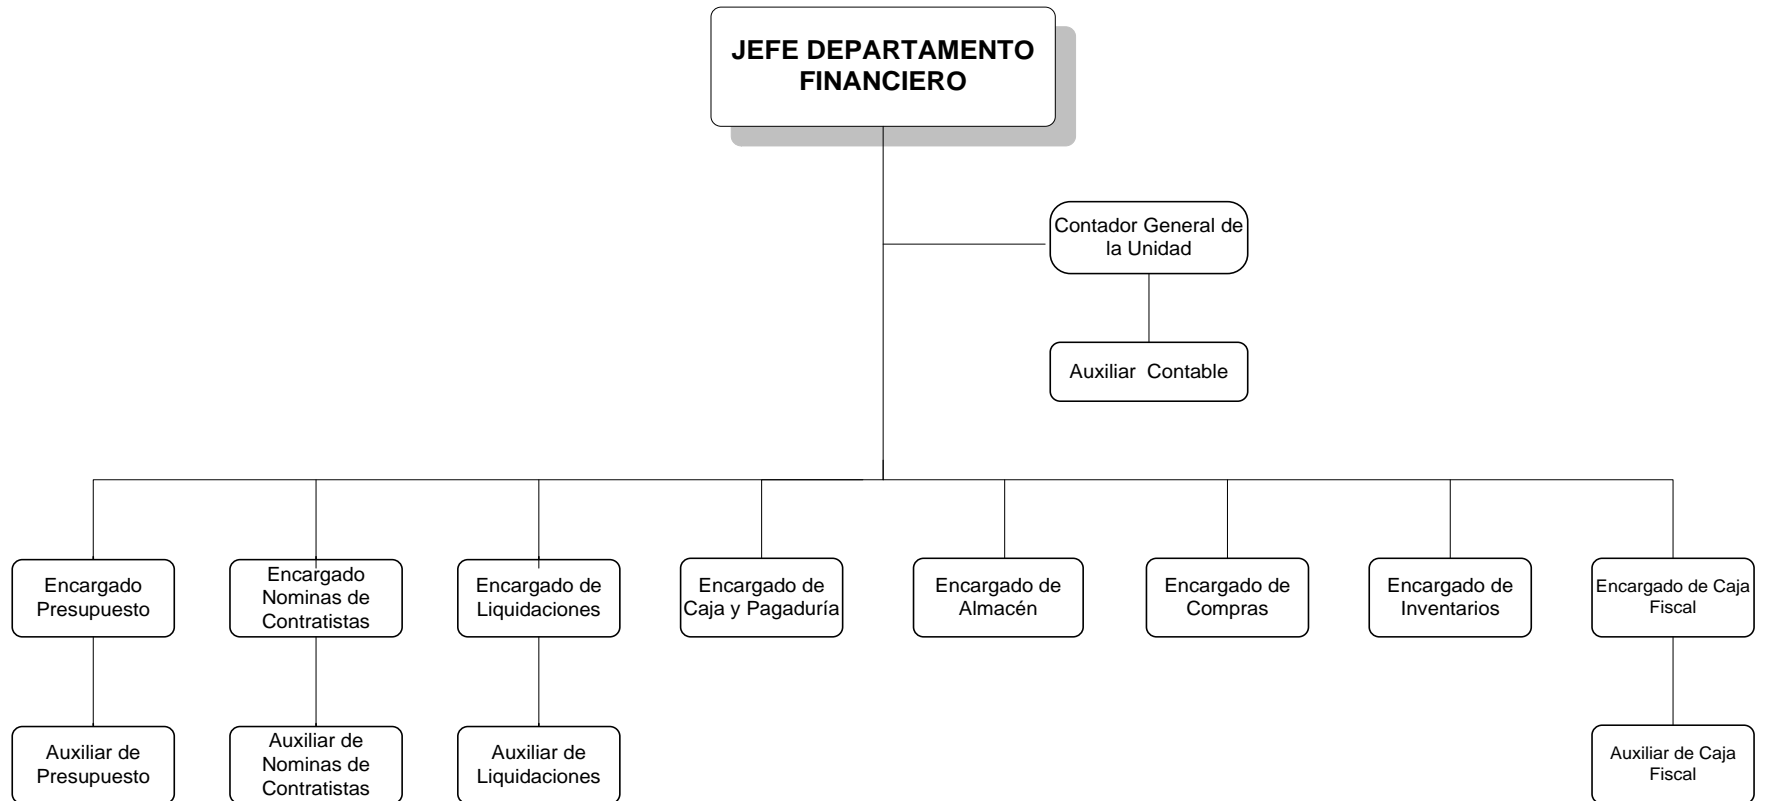 JEFE DEPARTAMENTO
FINANCIERO
Contador General de
la Unidad
Auxiliar Contable
Encargado
Presupuesto
Encargado
Nominas de
Contratistas
Encargado de
Liquidaciones
Encargado de
Caja y Pagaduría
Encargado de
Almacén
Encargado de
Compras
Encargado de
Inventarios
Encargado de Caja
Fiscal
Auxiliar de
Presupuesto
Auxiliar de
Nominas de
Contratistas
Auxiliar de
Liquidaciones
Auxiliar de Caja
Fiscal